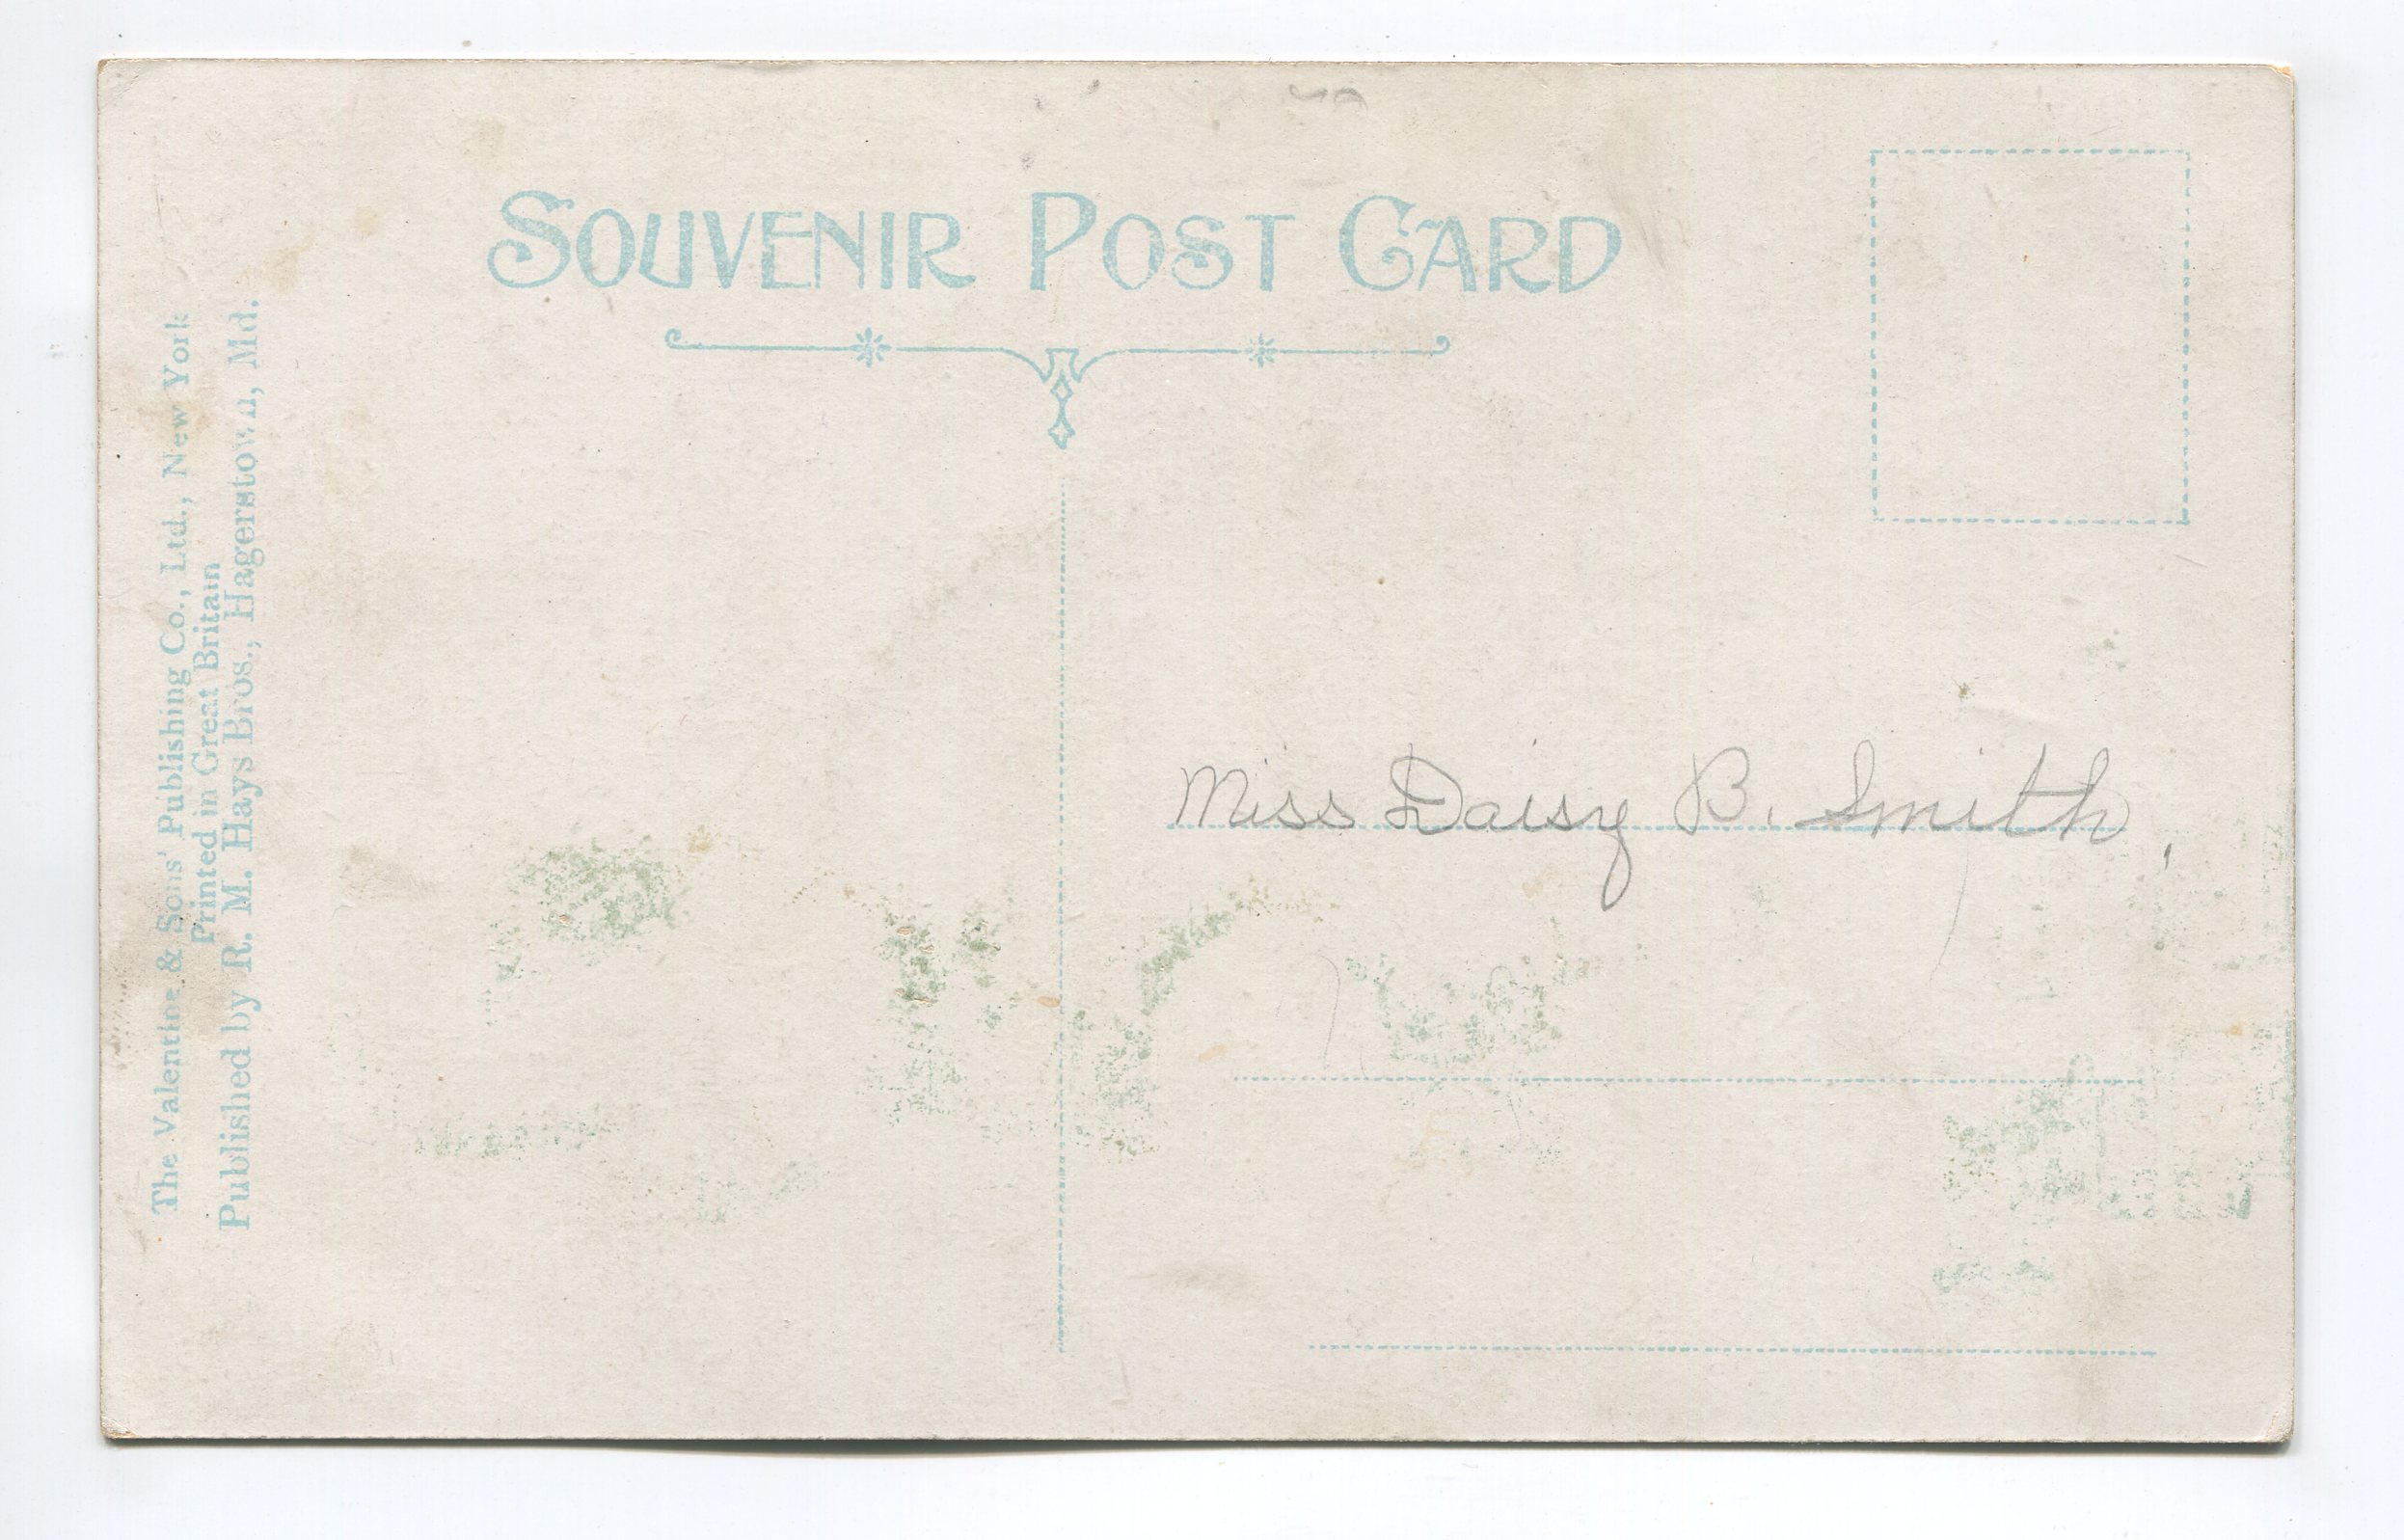 SOUVENIR POST CARD
The Valentine & Sons' Publishing Co., Ltd., New York
Printed in Great Britain
Published by R. M. Hays Bros., Hagerstown, Md.
Miss Daisy B. Smith,